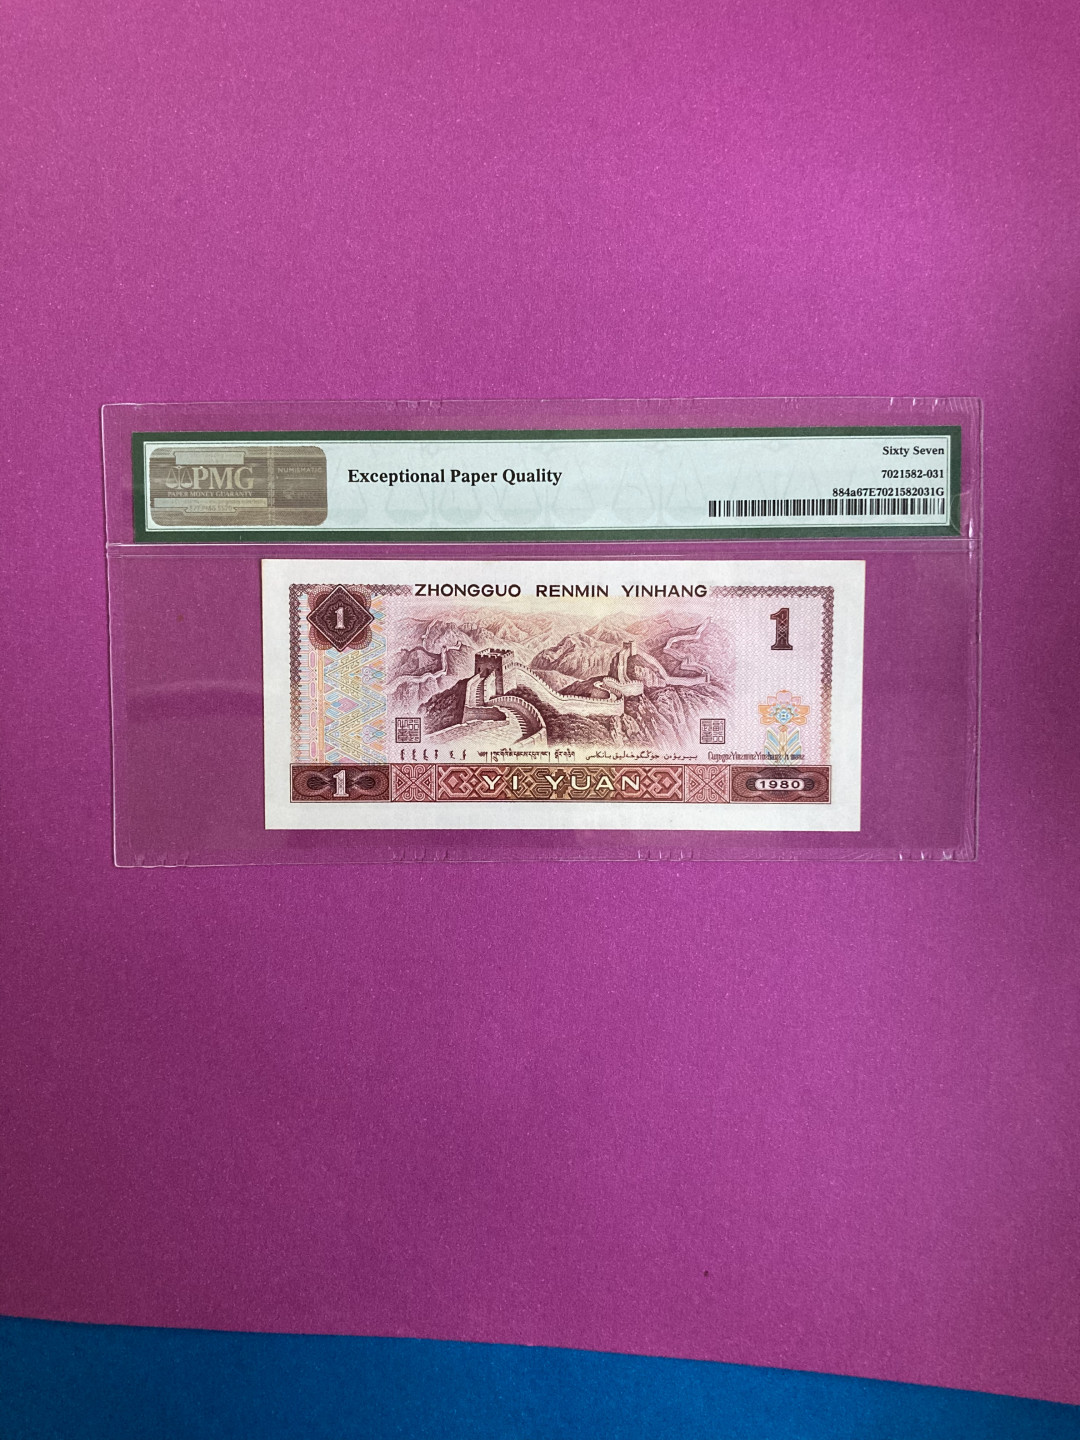 PMG
PAPER MONEY GUARANTY
NUMISMATIC
Exceptional Paper Quality
Sixty Seven
7021582-031
884a67E7021582031G
ZHONGGUO RENMIN YINHANG
1
1
1
YI YUAN
1980